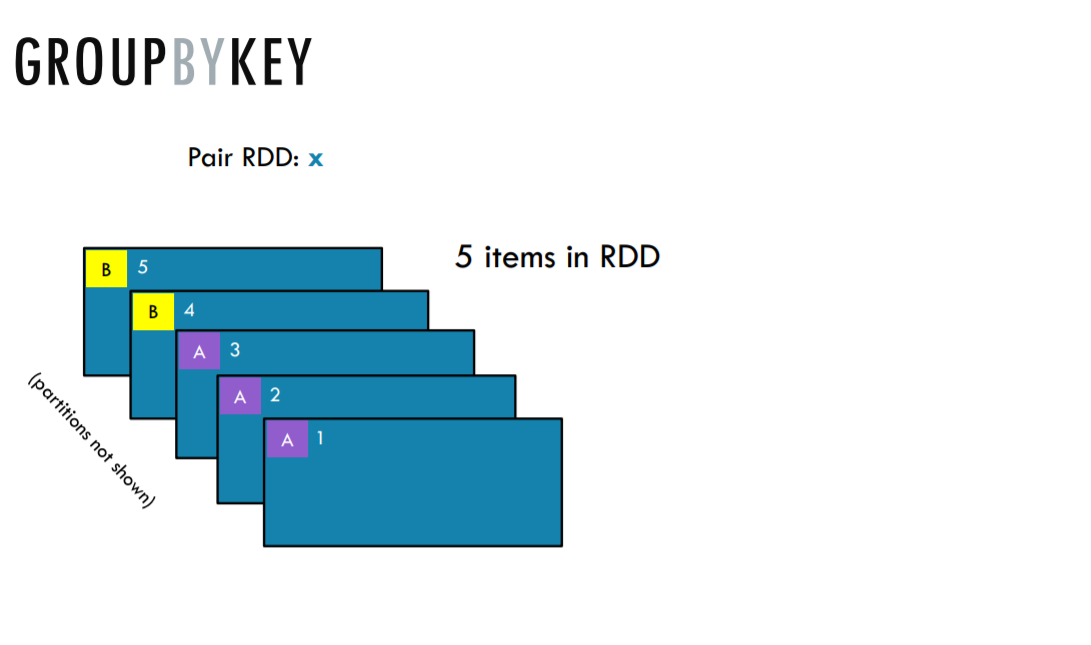 GROUPBYKEY
Pair RDD: x
5 items in RDD
B 5
B 4
A 3
A 2
A 1
(partitions not shown)